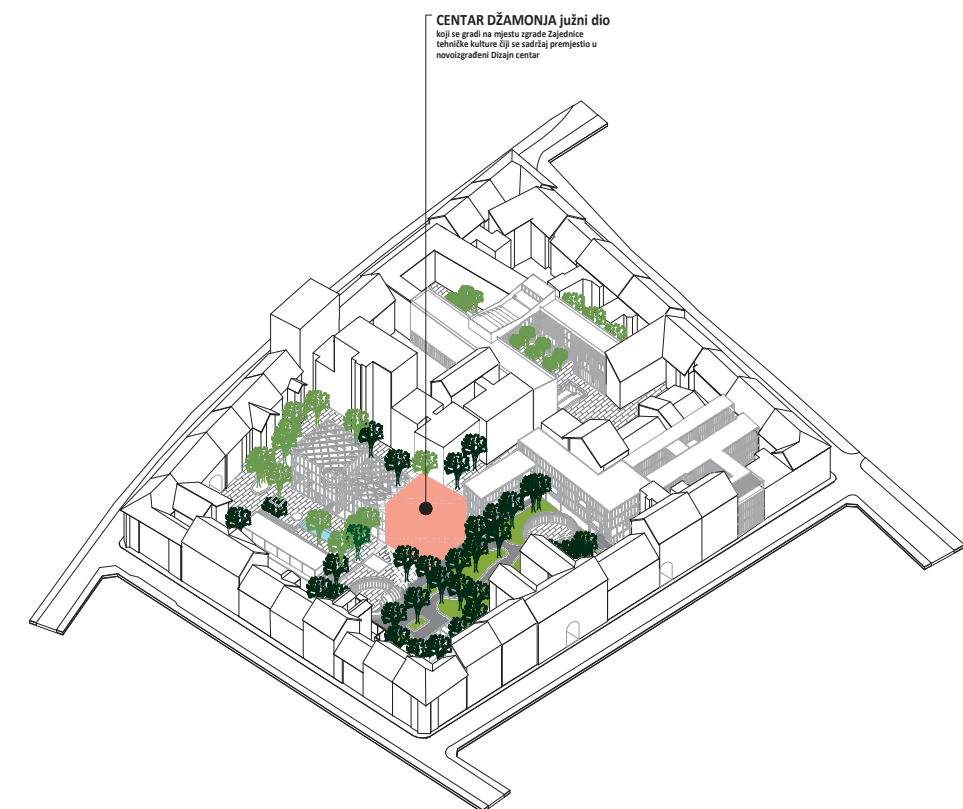 CENTAR DŽAMONJA južni dio
koji se gradi na mjestu zgrade Zajednice
tehničke kulture čiji se sadržaj premjestio u
novoizgrađeni Dizajn centar